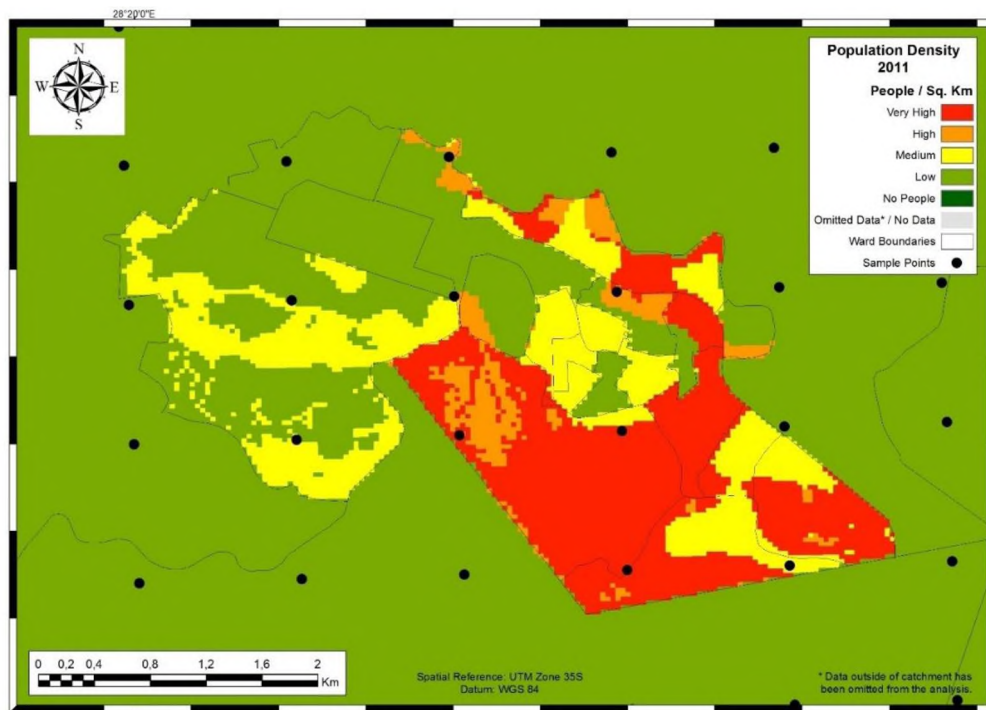 28°20'0"E
N
W E
S
Population Density
2011
People / Sq. Km
Very High
High
Medium
Low
No People
Omitted Data* / No Data
Ward Boundaries
Sample Points
0 0,2 0,4 0,8 1,2 1,6 2
Km
Spatial Reference: UTM Zone 35S
Datum: WGS 84
* Data outside of catchment has
been omitted from the analysis.